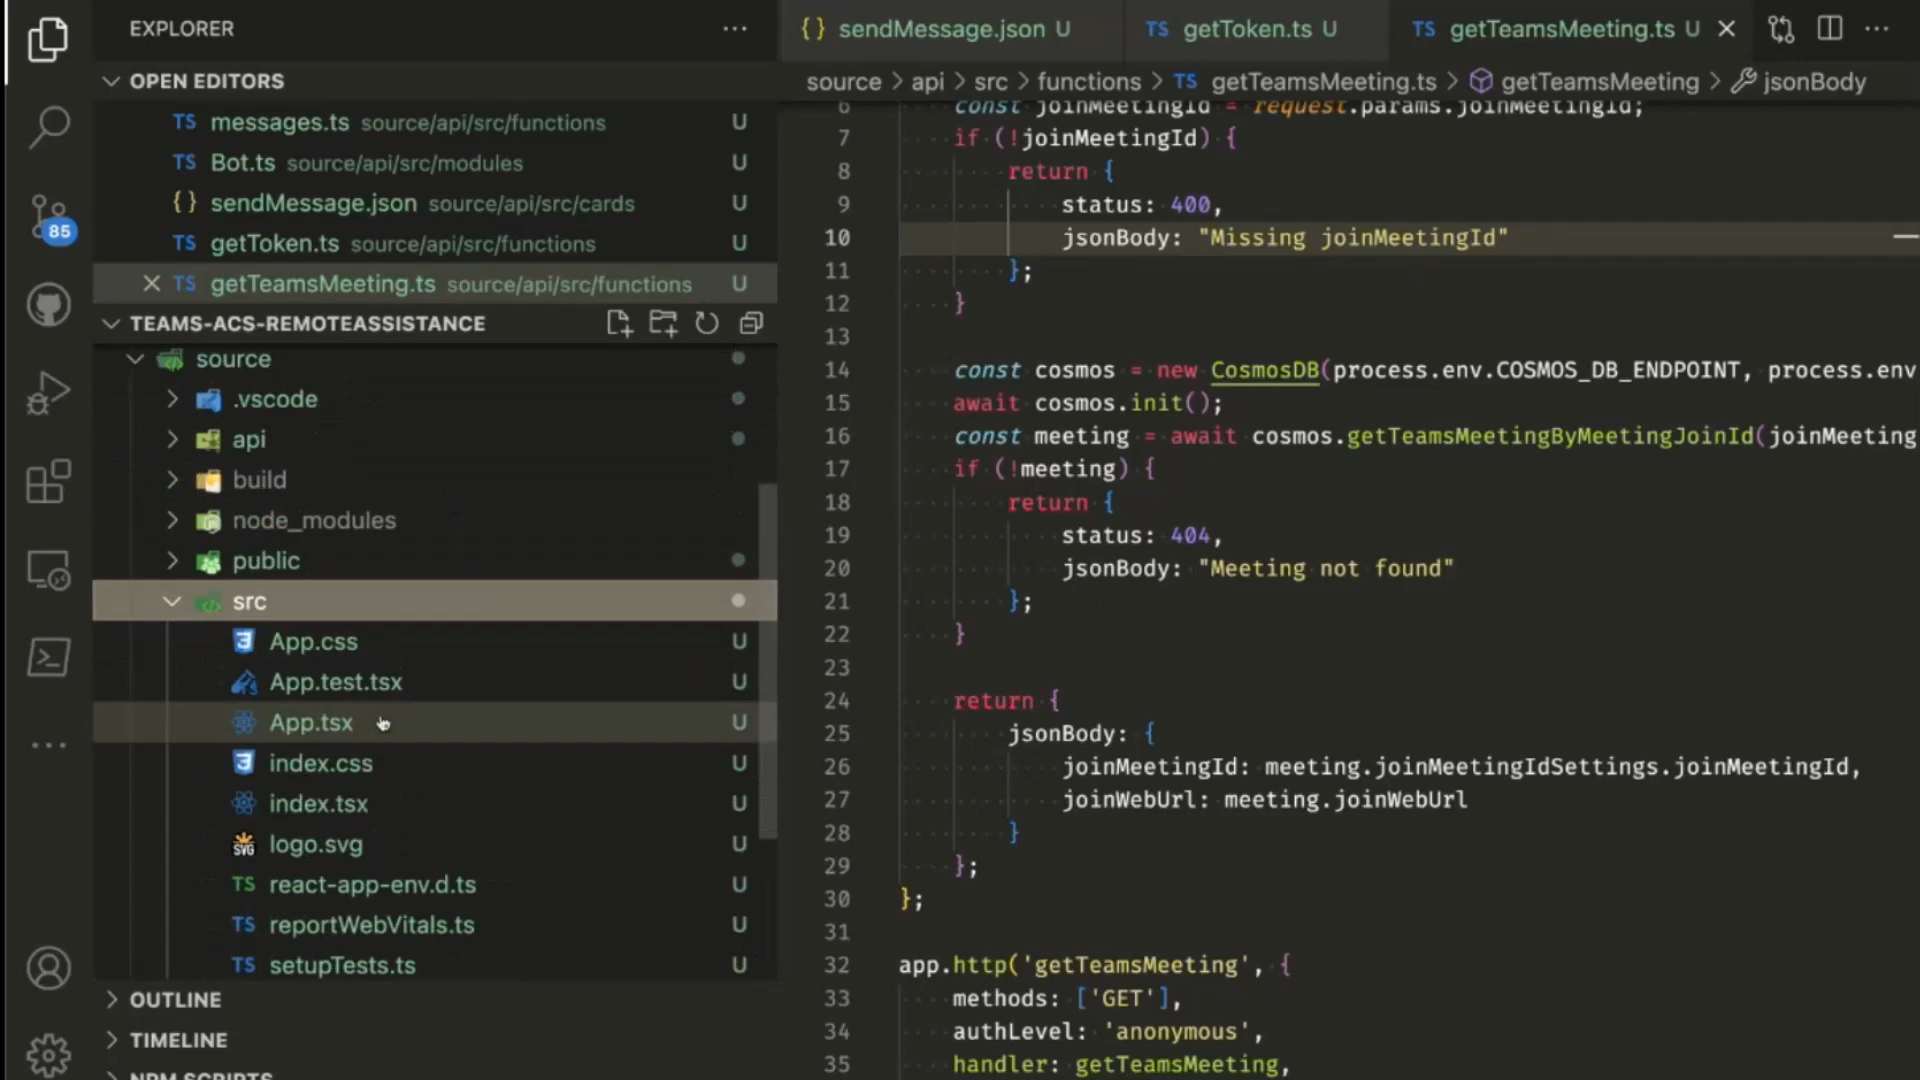 EXPLORER
OPEN EDITORS
TS messages.ts source/api/src/functions U
TS Bot.ts source/api/src/modules U
{} sendMessage.json source/api/src/cards U
TS getToken.ts source/api/src/functions U
TS getTeamsMeeting.ts source/api/src/functions U
TEAMS-ACS-REMOTEASSISTANCE
source
.vscode
api
build
node_modules
public
src
App.css U
App.test.tsx U
App.tsx U
index.css U
index.tsx U
SVG logo.svg U
TS react-app-env.d.ts U
TS reportWebVitals.ts U
TS setupTests.ts U
OUTLINE
TIMELINE
NPM SCRIPTS
85
{} sendMessage.json U
TS getToken.ts U
TS getTeamsMeeting.ts U
source > api > src > functions > TS getTeamsMeeting.ts > getTeamsMeeting > jsonBody
6 const joinMeetingId = request.params.joinMeetingId;
7 if (!joinMeetingId) {
8 return {
9 status: 400,
10 jsonBody: "Missing joinMeetingId"
11 };
12 }
13
14 const cosmos = new CosmosDB(process.env.COSMOS_DB_ENDPOINT, process.env
15 await cosmos.init();
16 const meeting = await cosmos.getTeamsMeetingByMeetingJoinId(joinMeeting
17 if (!meeting) {
18 return {
19 status: 404,
20 jsonBody: "Meeting not found"
21 };
22 }
23
24 return {
25 jsonBody: {
26 joinMeetingId: meeting.joinMeetingIdSettings.joinMeetingId,
27 joinWebUrl: meeting.joinWebUrl
28 }
29 };
30 };
31
32 app.http('getTeamsMeeting', {
33 methods: ['GET'],
34 authLevel: 'anonymous',
35 handler: getTeamsMeeting,